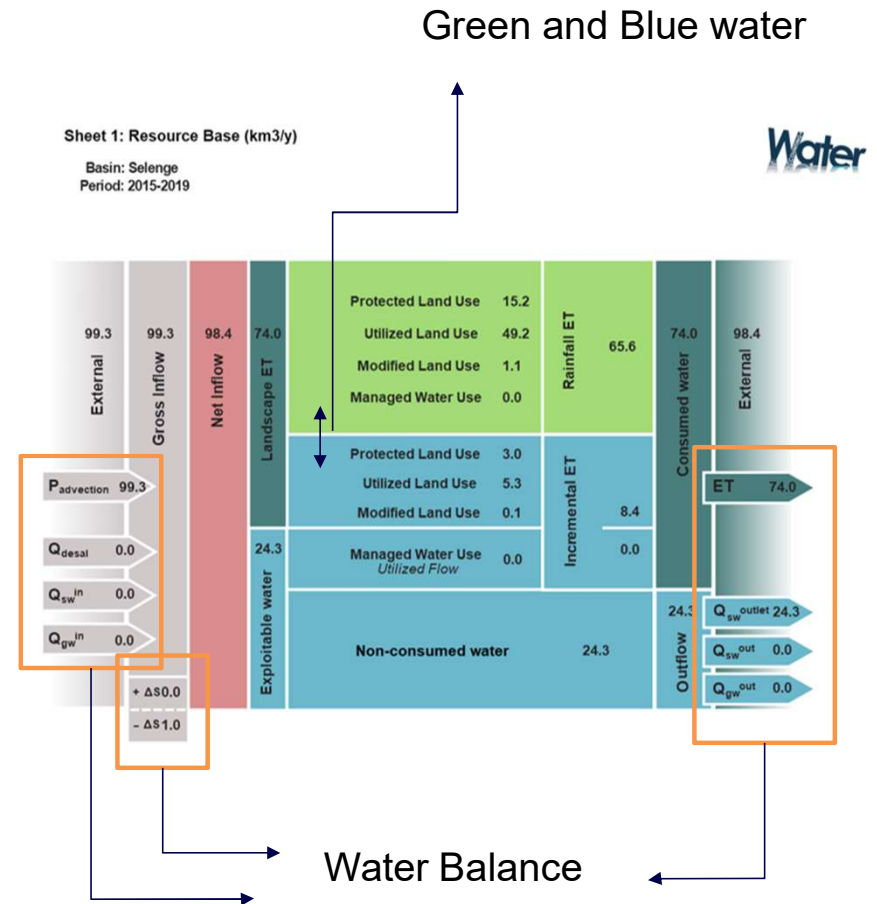 Green and Blue water
Sheet 1: Resource Base (km3/y)
Basin: Selenge
Period: 2015-2019
Water
External 99.3
Gross Inflow 99.3
Net Inflow 98.4
Landscape ET 74.0
Protected Land Use 15.2
Utilized Land Use 49.2
Modified Land Use 1.1
Managed Water Use 0.0
Rainfall ET 65.6
Protected Land Use 3.0
Utilized Land Use 5.3
Modified Land Use 0.1
Incremental ET 8.4
Managed Water Use 0.0
Utilized Flow
0.0
Exploitable water 24.3
Non-consumed water 24.3
Consumed water 74.0
Outflow 24.3
External 98.4
P advection 99.3
Q desal 0.0
Q sw in 0.0
Q gw in 0.0
+ ΔS 0.0
- ΔS 1.0
ET 74.0
Q sw outlet 24.3
Q sw out 0.0
Q gw out 0.0
Water Balance